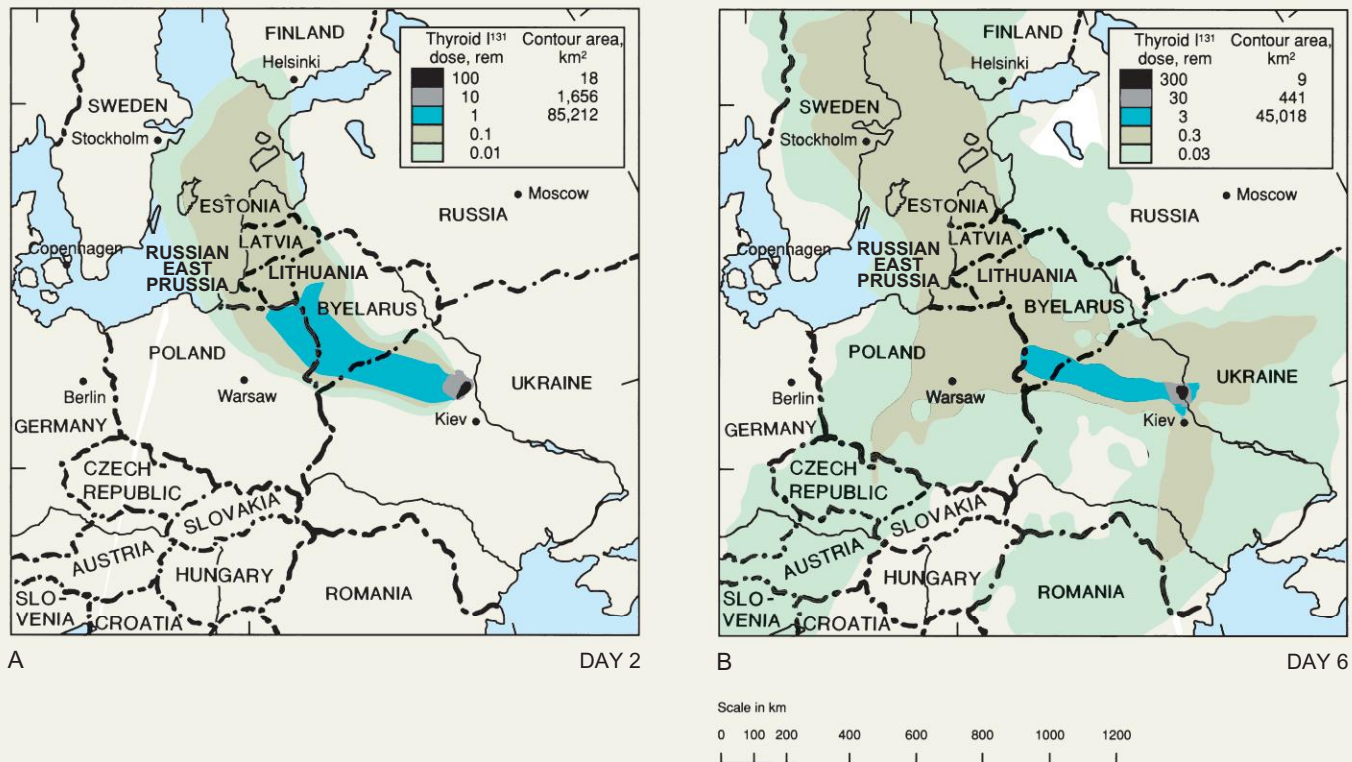 FINLAND
Helsinki
SWEDEN
Stockholm
Thyroid I¹³¹ Contour area,
dose, rem km²
100 18
10 1,656
1 85,212
0.1
0.01
Moscow
RUSSIA
ESTONIA
LATVIA
Copenhagen
RUSSIAN
EAST
PRUSSIA
LITHUANIA
BYELARUS
POLAND
UKRAINE
Berlin
Warsaw
Kiev
GERMANY
CZECH
REPUBLIC
SLOVAKIA
AUSTRIA
HUNGARY
ROMANIA
SLO-
VENIA
CROATIA
A DAY 2
FINLAND
Helsinki
SWEDEN
Stockholm
Thyroid I¹³¹ Contour area,
dose, rem km²
300 9
30 441
3 45,018
0.3
0.03
Moscow
RUSSIA
ESTONIA
LATVIA
Copenhagen
RUSSIAN
EAST
PRUSSIA
LITHUANIA
BYELARUS
POLAND
UKRAINE
Berlin
Warsaw
Kiev
GERMANY
CZECH
REPUBLIC
SLOVAKIA
AUSTRIA
HUNGARY
ROMANIA
SLO-
VENIA
CROATIA
B DAY 6
Scale in km
0 100 200 400 600 800 1000 1200